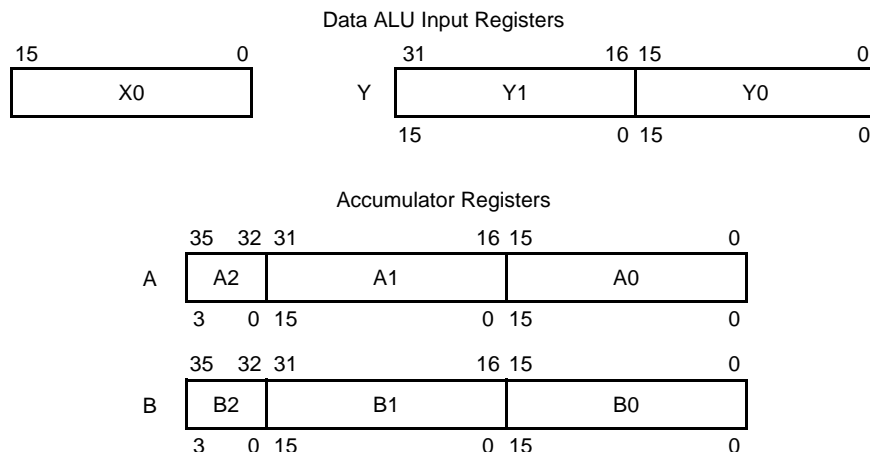 Data ALU Input Registers
15 0 31 16 15 0
X0 Y Y1 Y0
15 0 15 0
Accumulator Registers
35 32 31 16 15 0
A A2 A1 A0
3 0 15 0 15 0
35 32 31 16 15 0
B B2 B1 B0
3 0 15 0 15 0